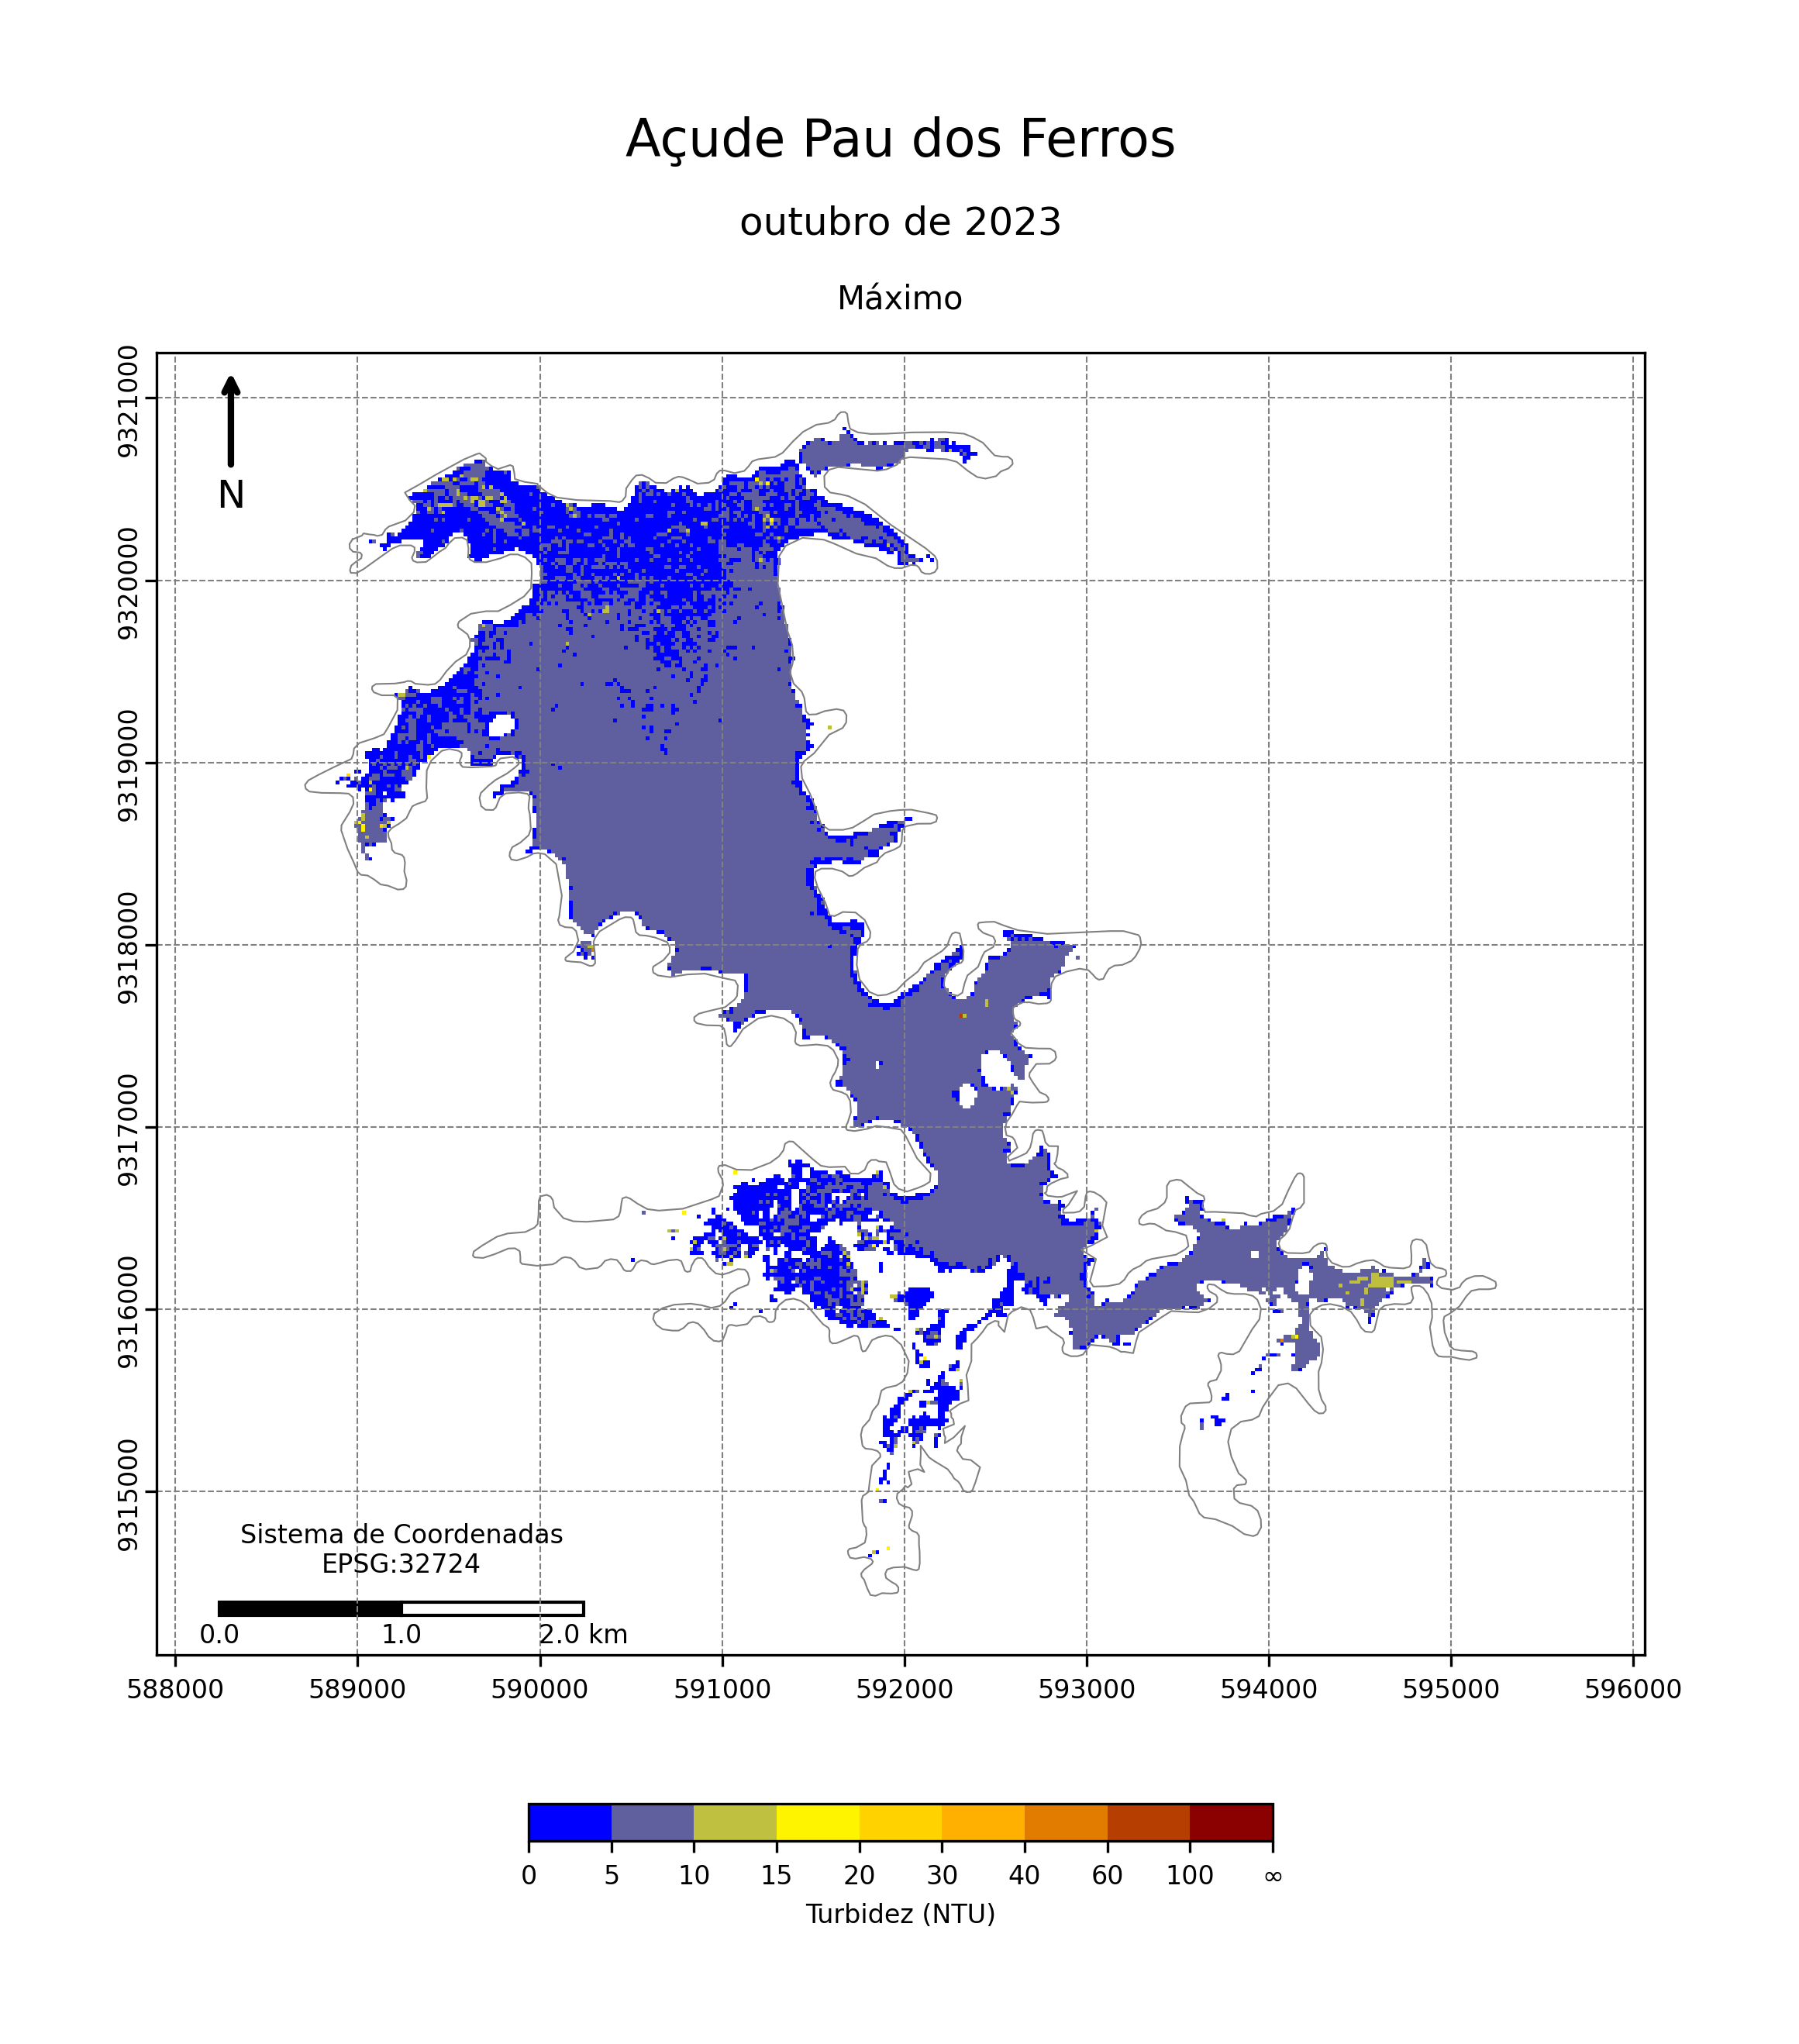 Açude Pau dos Ferros
outubro de 2023
Máximo
9321000
9320000
9319000
9318000
9317000
9316000
9315000
N
Sistema de Coordenadas
EPSG:32724
0.0 1.0 2.0 km
588000 589000 590000 591000 592000 593000 594000 595000 596000
0 5 10 15 20 30 40 60 100 ∞
Turbidez (NTU)